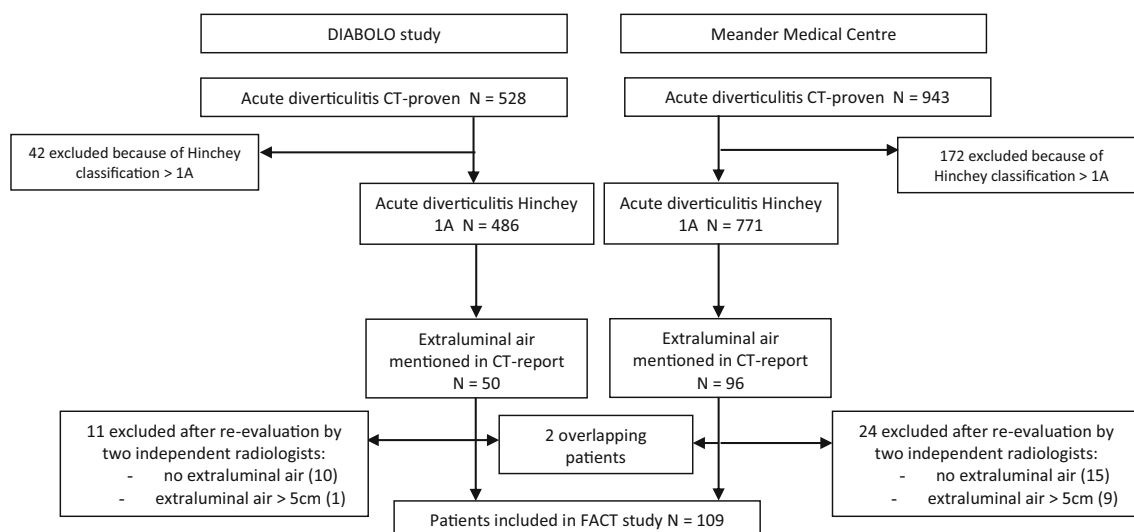 DIABOLO study
Meander Medical Centre
Acute diverticulitis CT-proven N = 528
Acute diverticulitis CT-proven N = 943
42 excluded because of Hinchey
classification > 1A
172 excluded because of
Hinchey classification > 1A
Acute diverticulitis Hinchey
1A N = 486
Acute diverticulitis Hinchey
1A N = 771
Extraluminal air
mentioned in CT-report
N = 50
Extraluminal air
mentioned in CT-report
N = 96
11 excluded after re-evaluation by
two independent radiologists:
- no extraluminal air (10)
- extraluminal air > 5cm (1)
2 overlapping
patients
24 excluded after re-evaluation by
two independent radiologists:
- no extraluminal air (15)
- extraluminal air > 5cm (9)
Patients included in FACT study N = 109